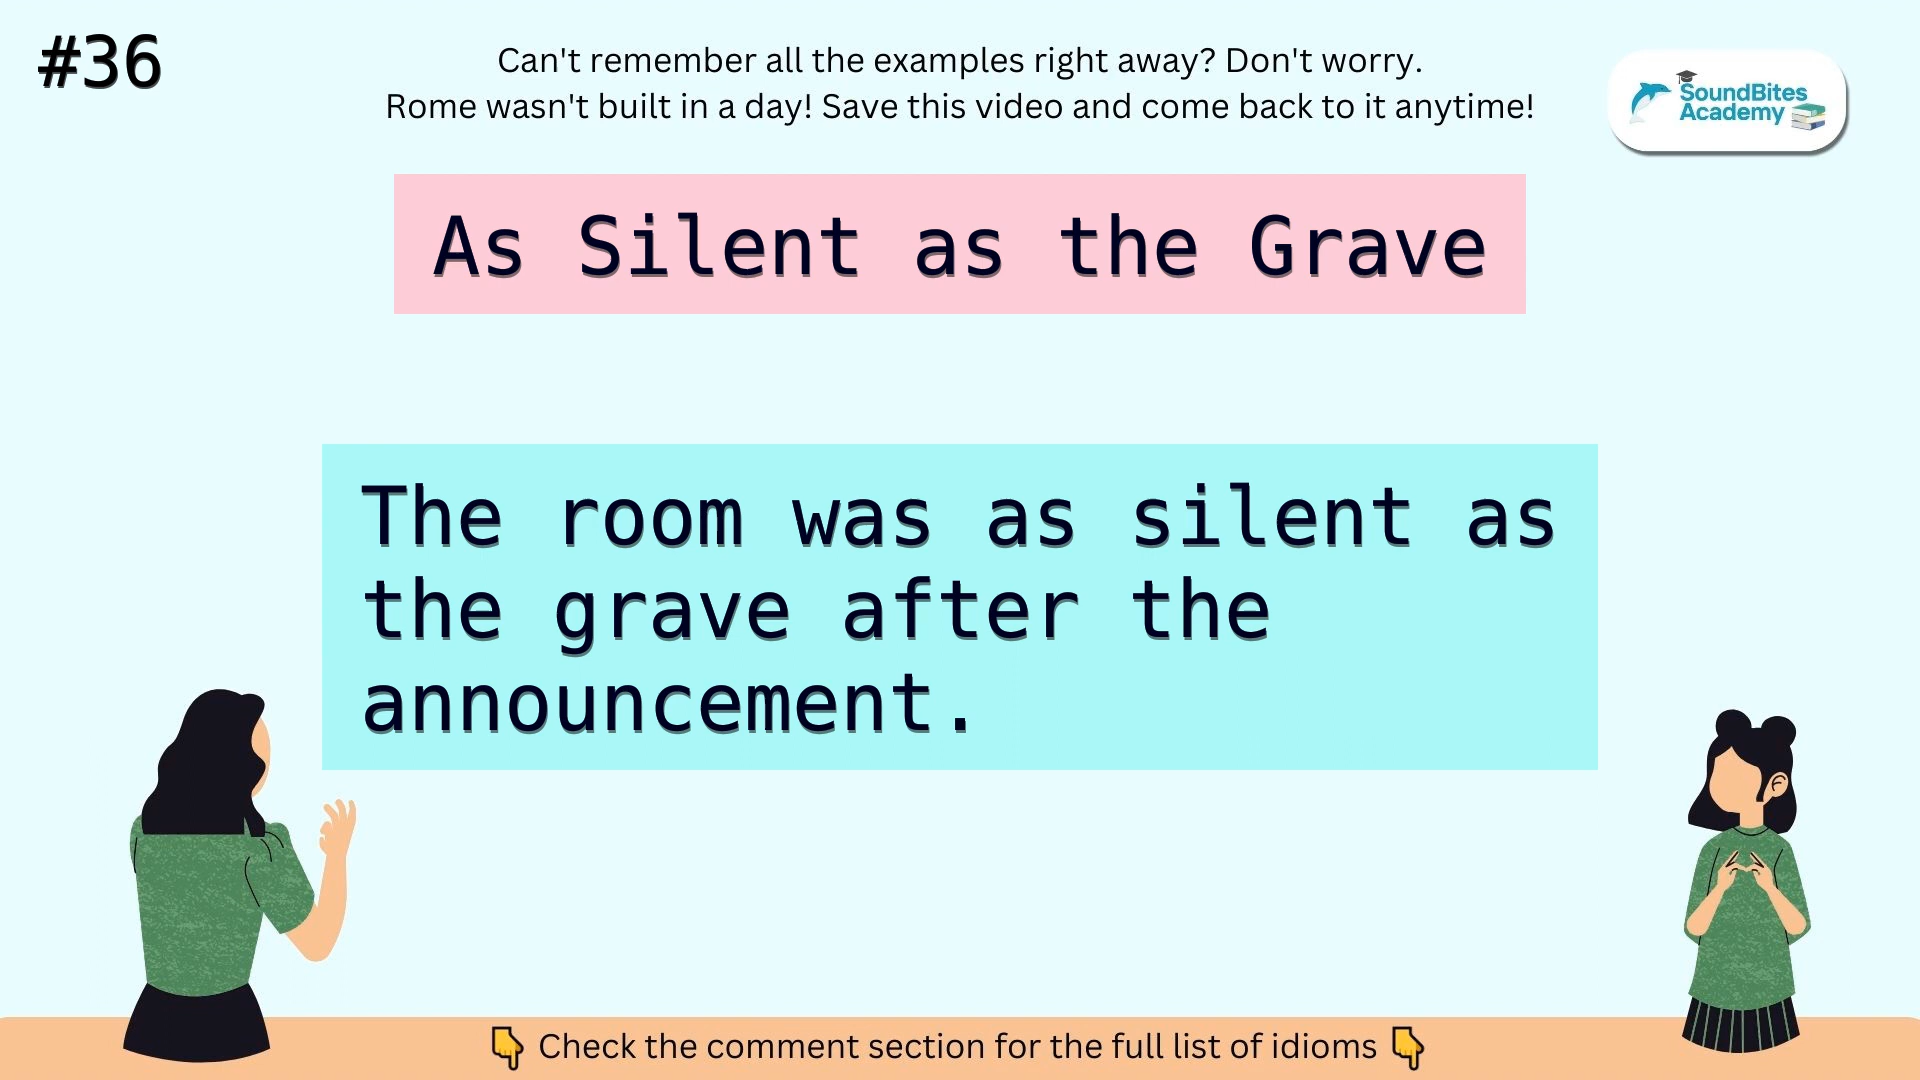 #36
Can't remember all the examples right away? Don't worry.
Rome wasn't built in a day! Save this video and come back to it anytime!
SoundBites
Academy
As Silent as the Grave
The room was as silent as
the grave after the
announcement.
👇 Check the comment section for the full list of idioms 👇